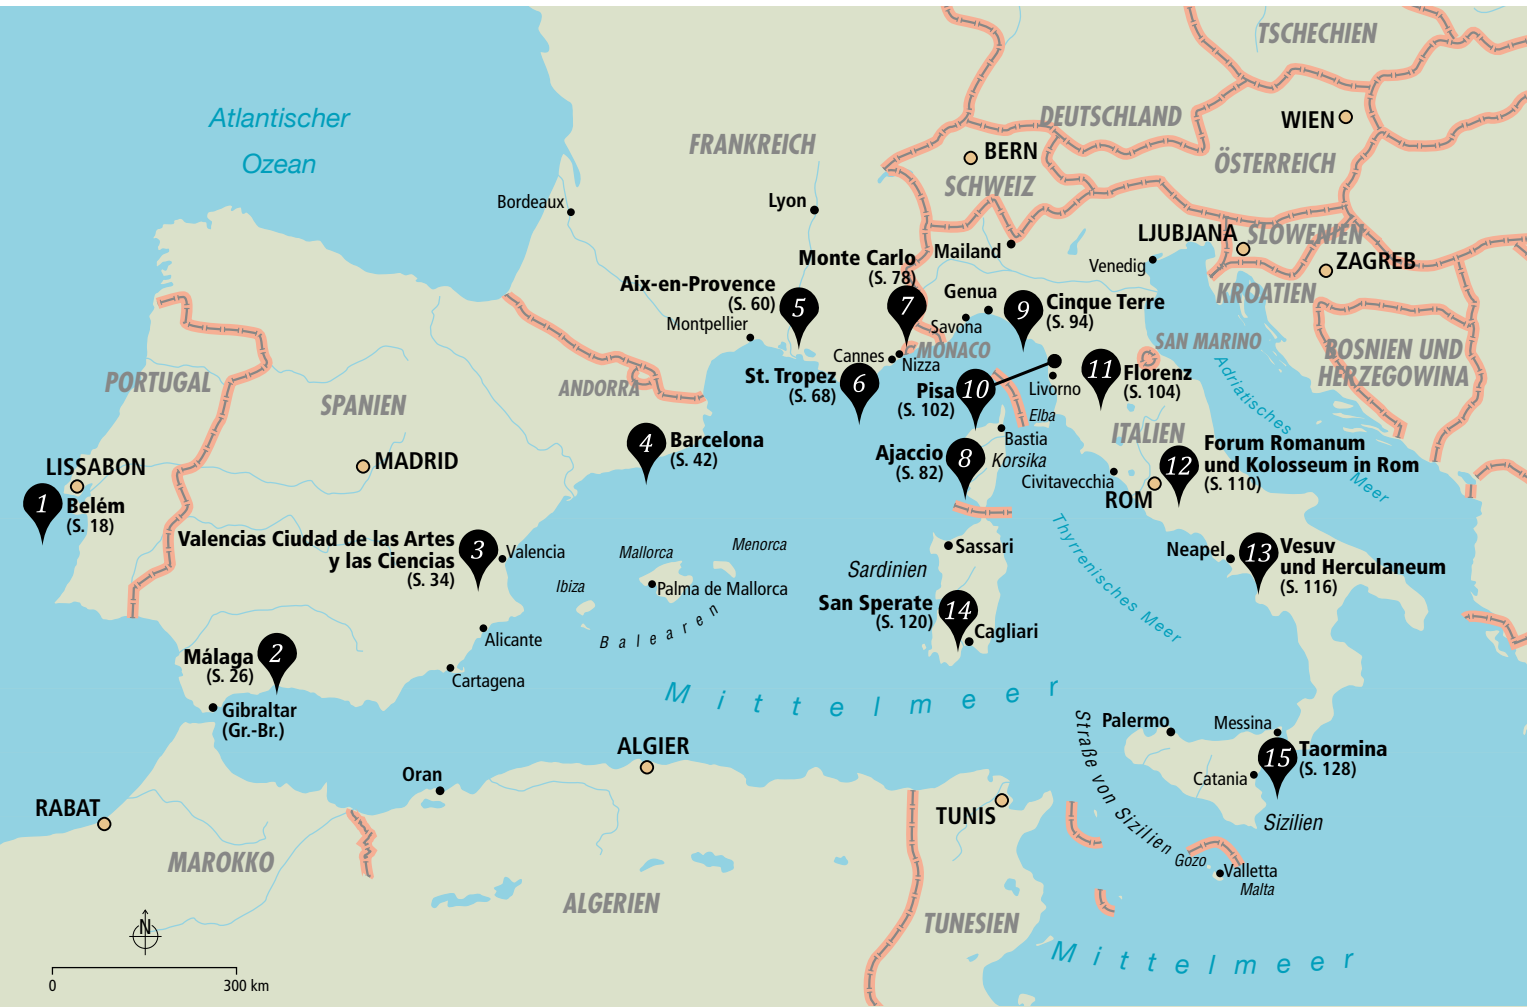 TSCHECHIEN
Atlantischer
Ozean
FRANKREICH
DEUTSCHLAND
WIEN
BERN
ÖSTERREICH
SCHWEIZ
Bordeaux
Lyon
LJUBJANA
SLOWENIEN
Mailand
Venedig
ZAGREB
Monte Carlo
(S. 78)
7
Aix-en-Provence
(S. 60)
5
Genua
Savona
9
Cinque Terre
(S. 94)
KROATIEN
Montpellier
Cannes
Nizza
MONACO
SAN MARINO
BOSNIEN UND
HERZEGOWINA
PORTUGAL
SPANIEN
ANDORRA
St. Tropez
(S. 68)
6
Pisa
(S. 102)
10
Livorno
11
Florenz
(S. 104)
Adriatisches
Meer
Elba
ITALIEN
4
Barcelona
(S. 42)
Bastia
Korsika
Ajaccio
(S. 82)
8
Civitavecchia
ROM
12
Forum Romanum
und Kolosseum in Rom
(S. 110)
MADRID
LISSABON
1
Belém
(S. 18)
Valencias Ciudad de las Artes
y las Ciencias
(S. 34)
3
Valencia
Mallorca
Menorca
Ibiza
Palma de Mallorca
Balearen
Sassari
Sardinien
Thyrrenisches Meer
Neapel
13
Vesuv
und Herculaneum
(S. 116)
San Sperate
(S. 120)
14
Cagliari
Alicante
Cartagena
Málaga
(S. 26)
2
Gibraltar
(Gr.-Br.)
Mittelmeer
Palermo
Messina
15
Taormina
(S. 128)
Catania
Sizilien
Straße von Sizilien
ALGIER
Oran
RABAT
TUNIS
Gozo
Valletta
Malta
MAROKKO
ALGERIEN
TUNESIEN
Mittelmeer
N
0
300 km